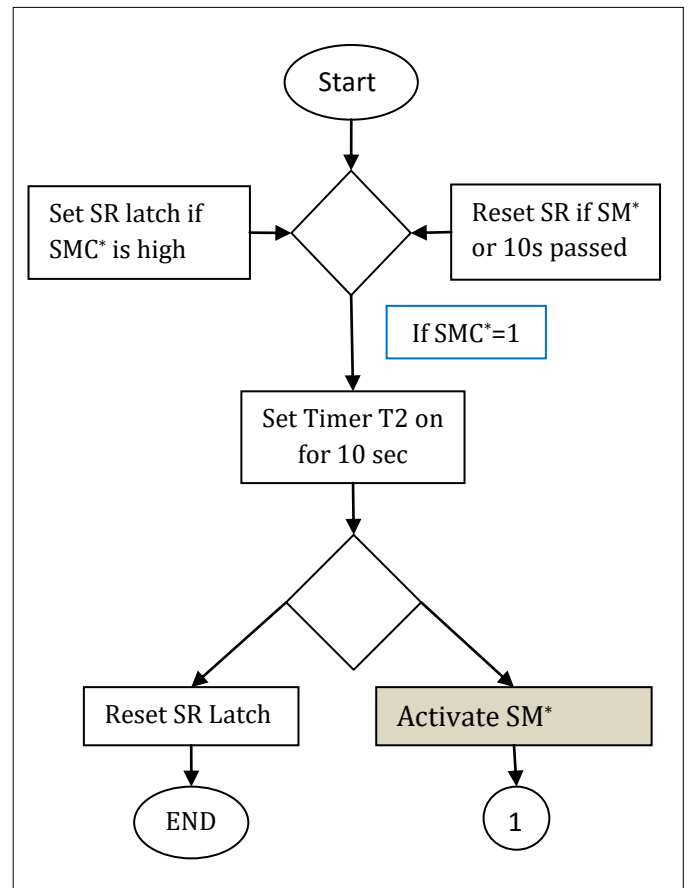 Start
Set SR latch if
SMC* is high
Reset SR if SM*
or 10s passed
If SMC*=1
Set Timer T2 on
for 10 sec
Reset SR Latch
Activate SM*
END
1